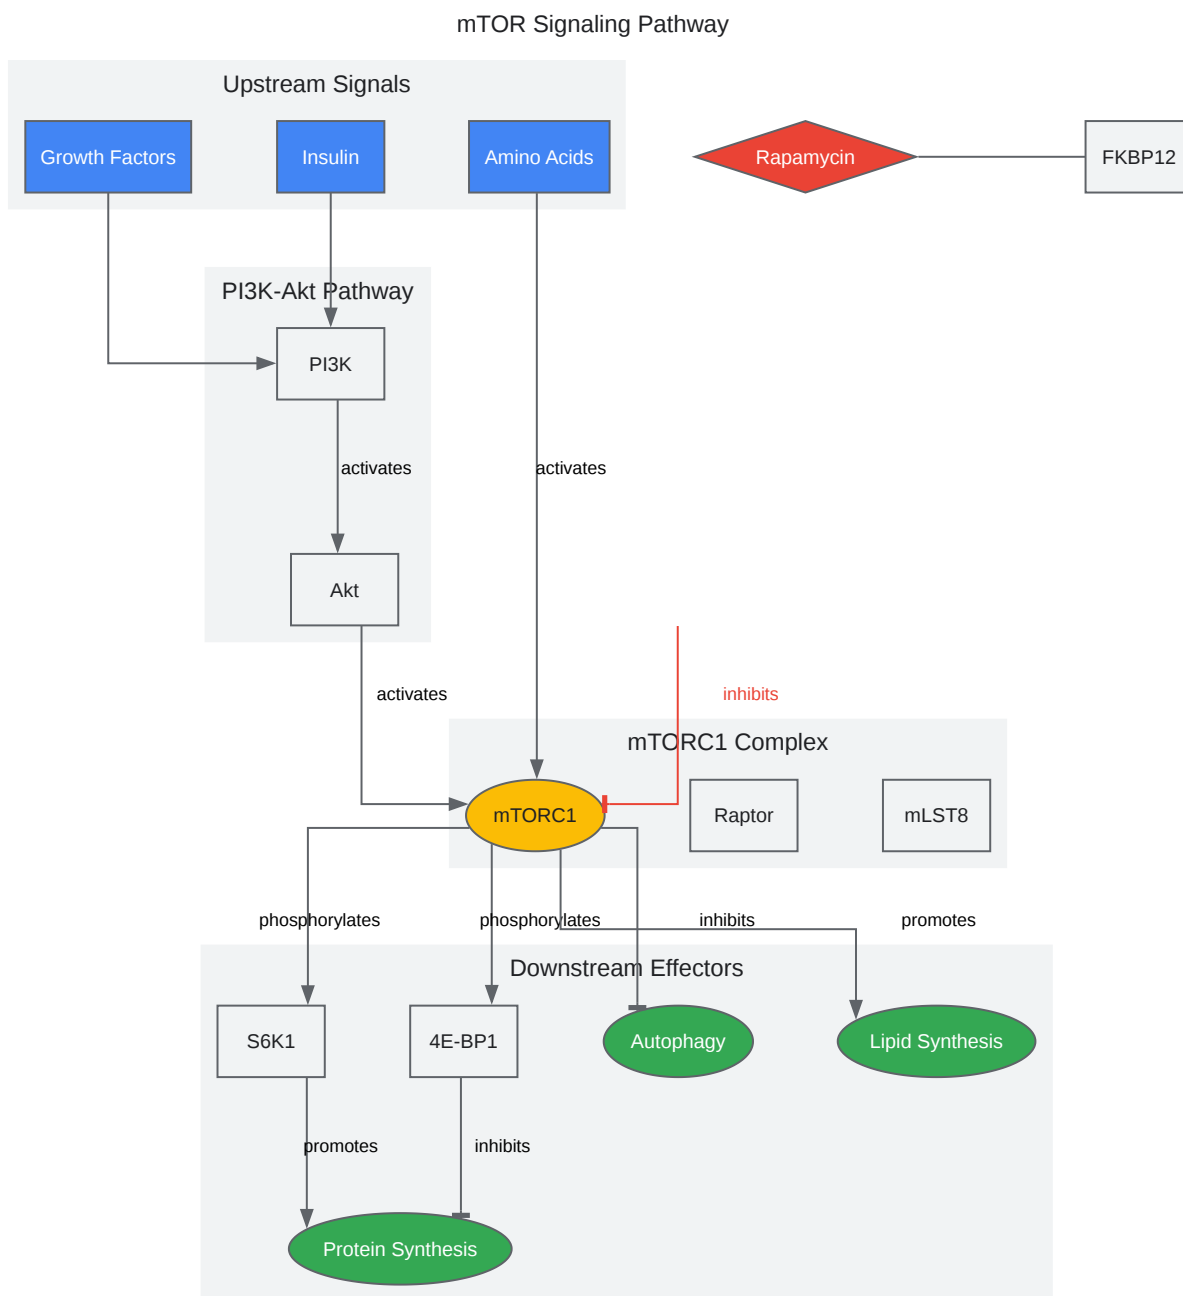 mTOR Signaling Pathway
Upstream Signals
Growth Factors
Insulin
Amino Acids
Rapamycin
FKBP12
PI3K-Akt Pathway
PI3K
activates
activates
Akt
activates
inhibits
mTORC1 Complex
mTORC1
Raptor
mLST8
phosphorylates
phosphorylates
inhibits
promotes
Downstream Effectors
S6K1
4E-BP1
Autophagy
Lipid Synthesis
promotes
inhibits
Protein Synthesis